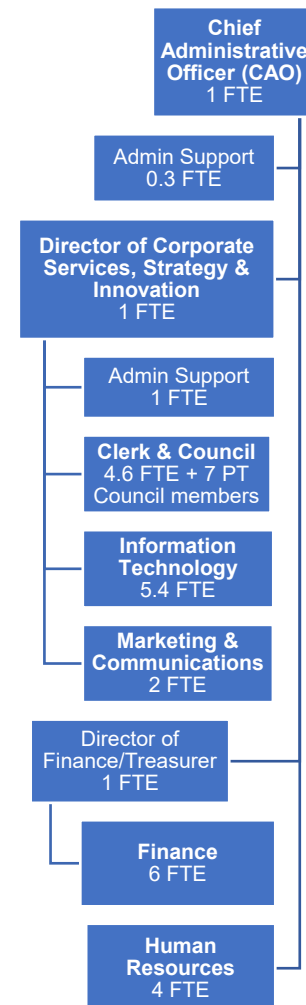 Chief
Administrative
Officer (CAO)
1 FTE
Admin Support
0.3 FTE
Director of Corporate
Services, Strategy &
Innovation
1 FTE
Admin Support
1 FTE
Clerk & Council
4.6 FTE + 7 PT
Council members
Information
Technology
5.4 FTE
Marketing &
Communications
2 FTE
Director of
Finance/Treasurer
1 FTE
Finance
6 FTE
Human
Resources
4 FTE